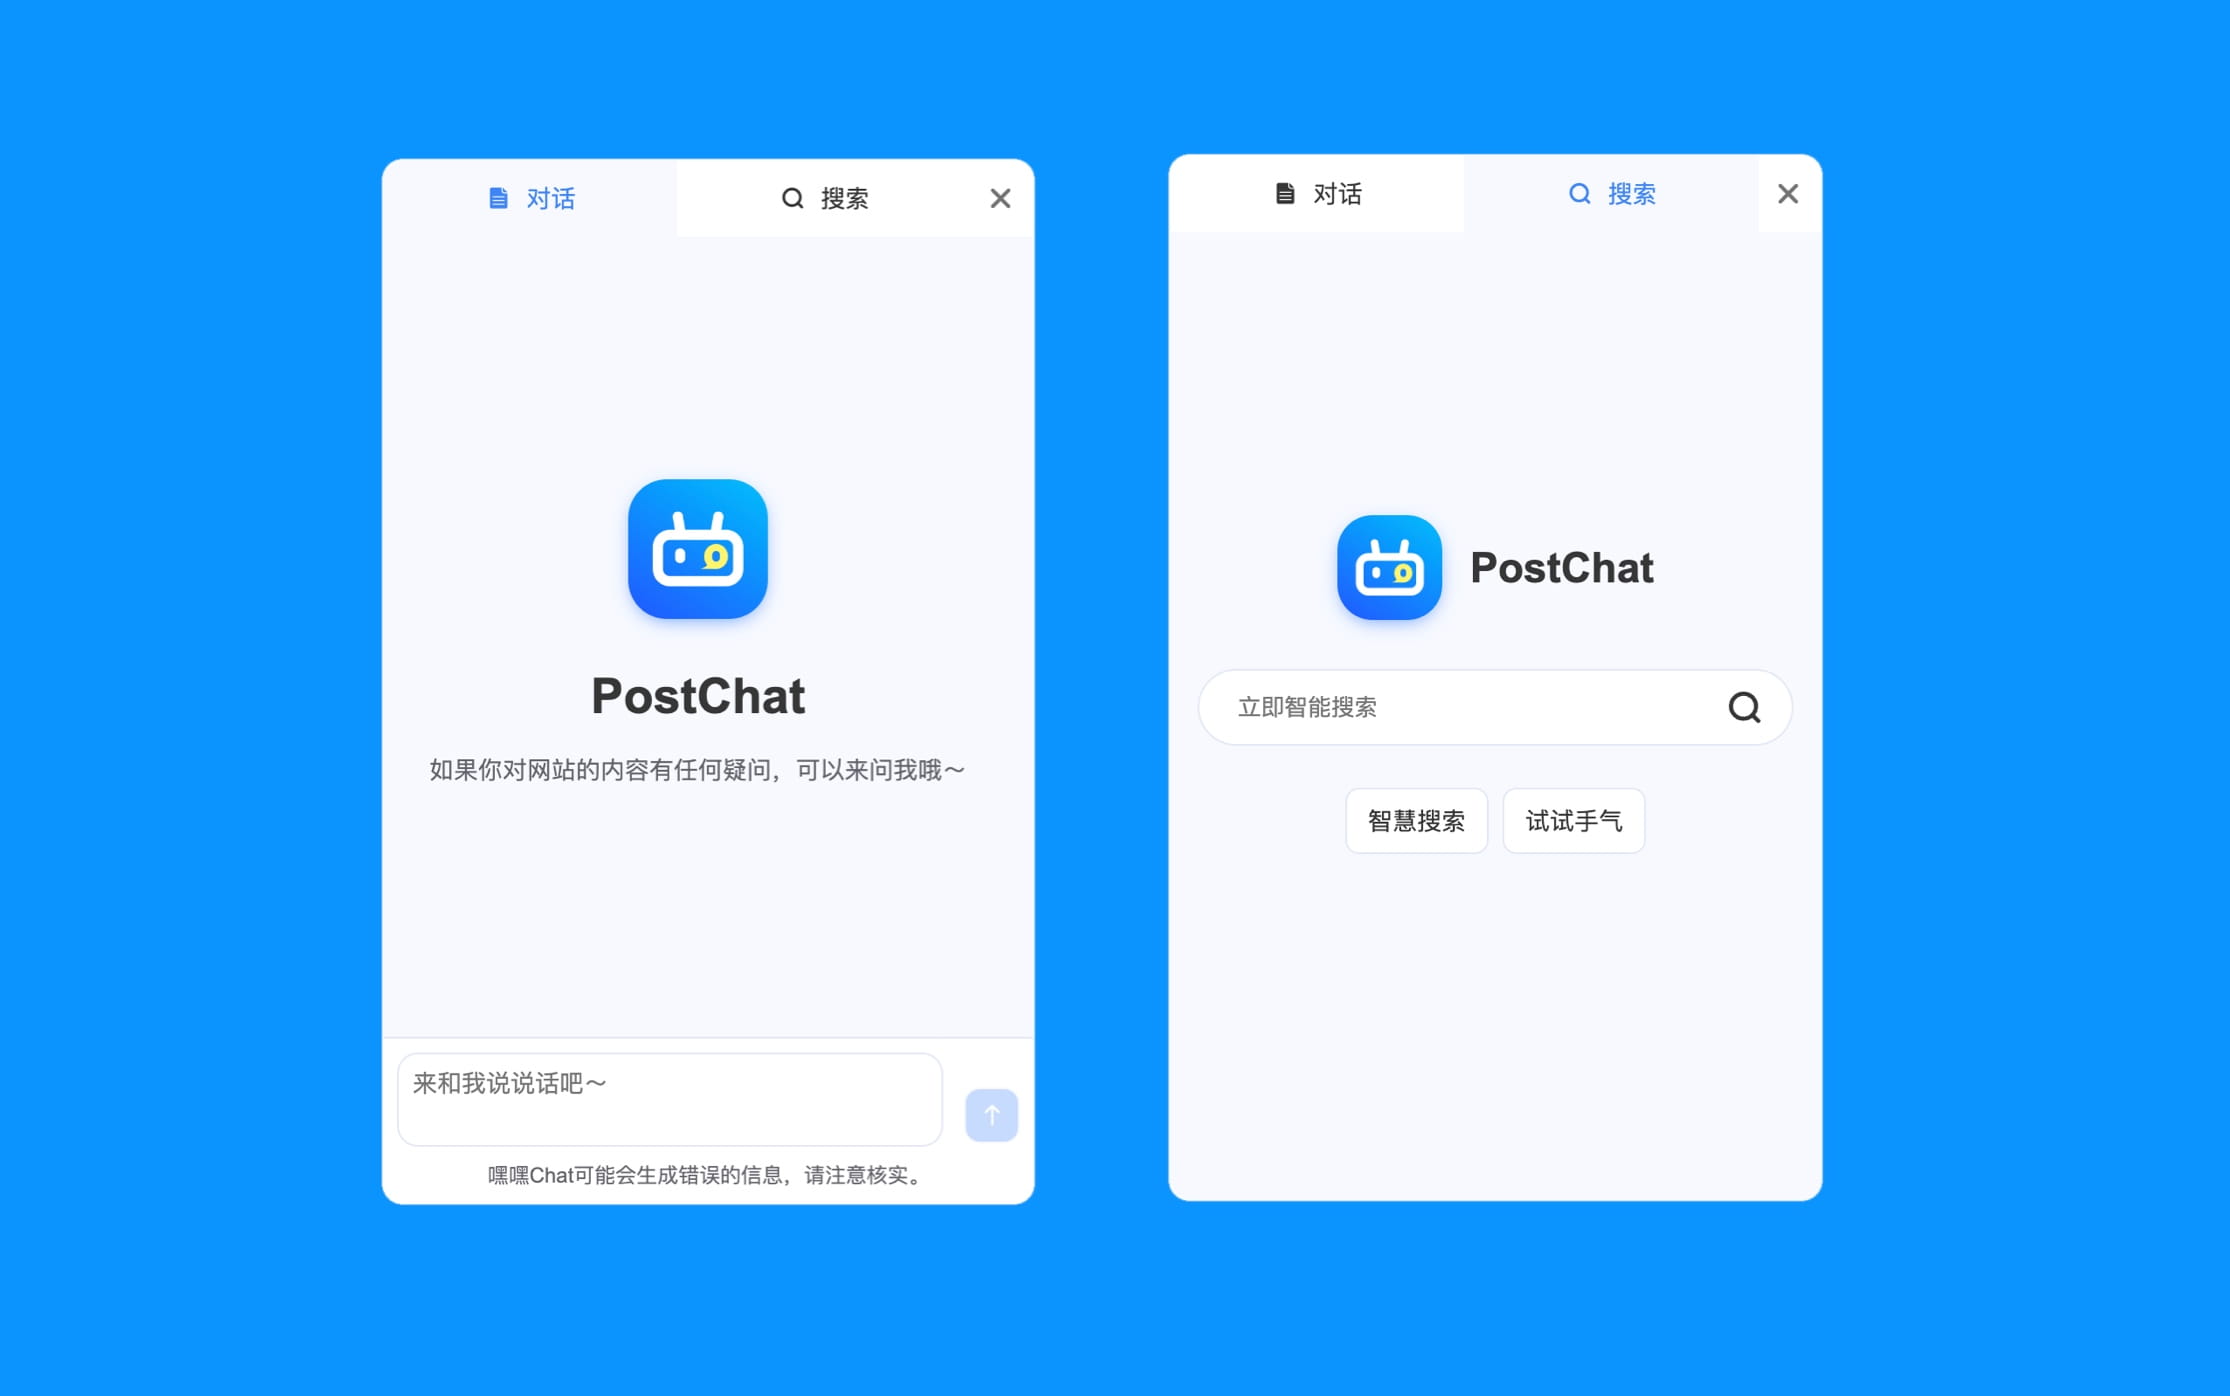 对话
搜索
PostChat
如果你对网站的内容有任何疑问，可以来问我哦～
来和我说说话吧～
嘿嘿Chat可能会生成错误的信息，请注意核实。
对话
搜索
PostChat
立即智能搜索
智慧搜索
试试手气